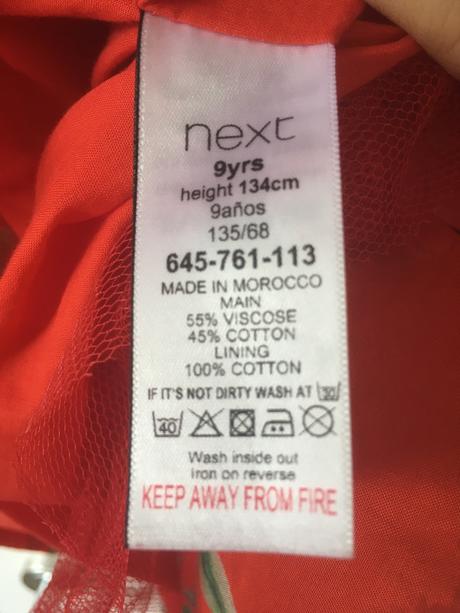 next
9yrs
height 134cm
9años
135/68
645-761-113
MADE IN MOROCCO
MAIN
55% VISCOSE
45% COTTON
LINING
100% COTTON
IF IT'S NOT DIRTY WASH AT 30
40
Wash inside out
Iron on reverse
KEEP AWAY FROM FIRE